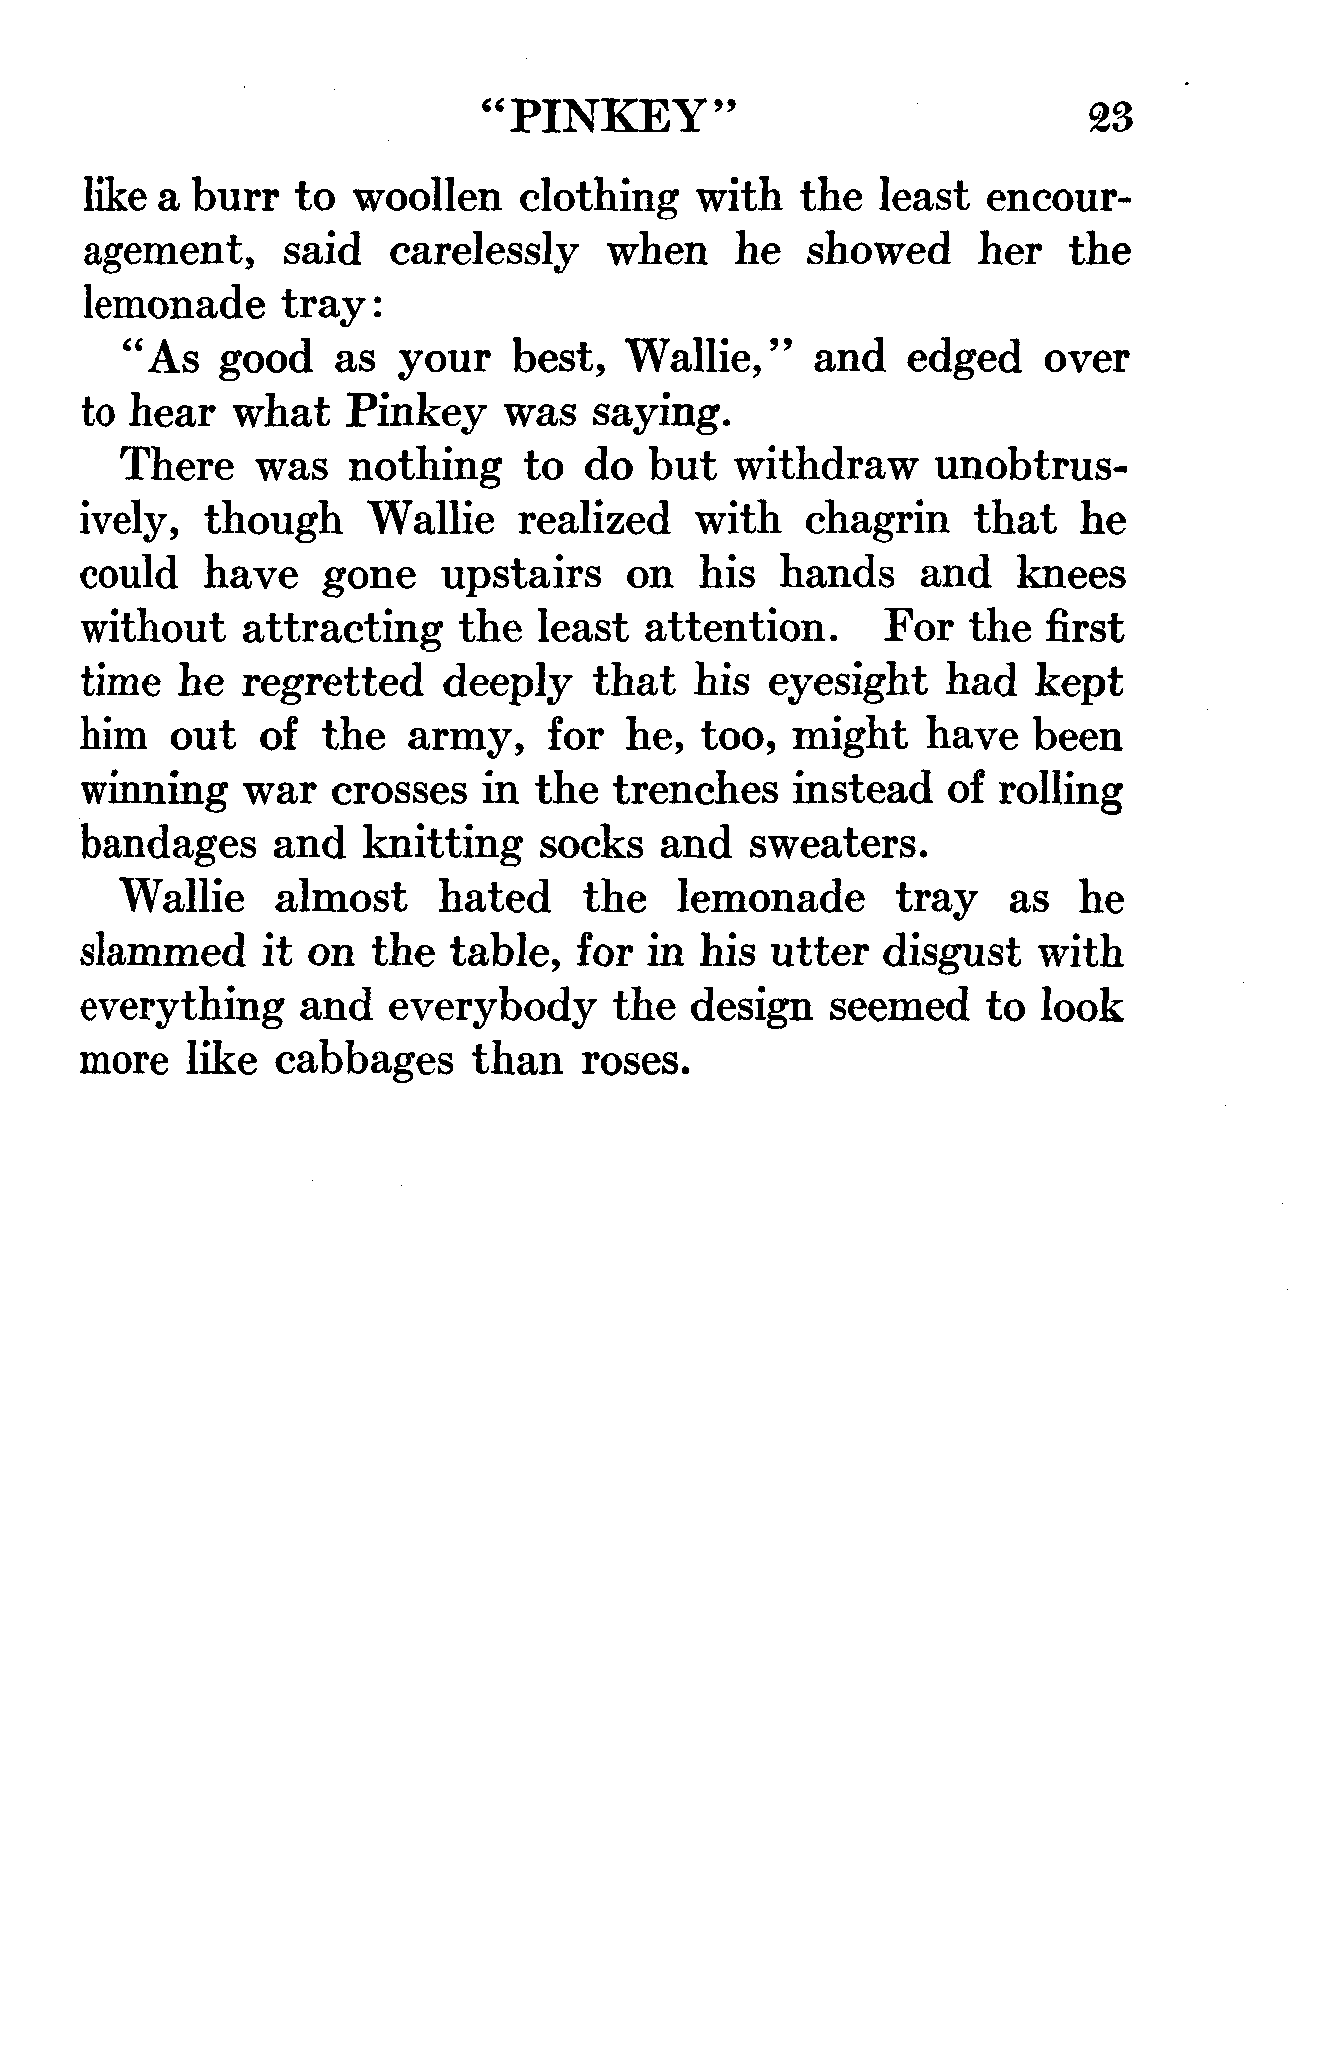 "PINKEY" 23
like a burr to woollen clothing with the least encour-
agement, said carelessly when he showed her the
lemonade tray:
"As good as your best, Wallie," and edged over
to hear what Pinkey was saying.
There was nothing to do but withdraw unobtrus-
ively, though Wallie realized with chagrin that he
could have gone upstairs on his hands and knees
without attracting the least attention. For the first
time he regretted deeply that his eyesight had kept
him out of the army, for he, too, might have been
winning war crosses in the trenches instead of rolling
bandages and knitting socks and sweaters.
Wallie almost hated the lemonade tray as he
slammed it on the table, for in his utter disgust with
everything and everybody the design seemed to look
more like cabbages than roses.